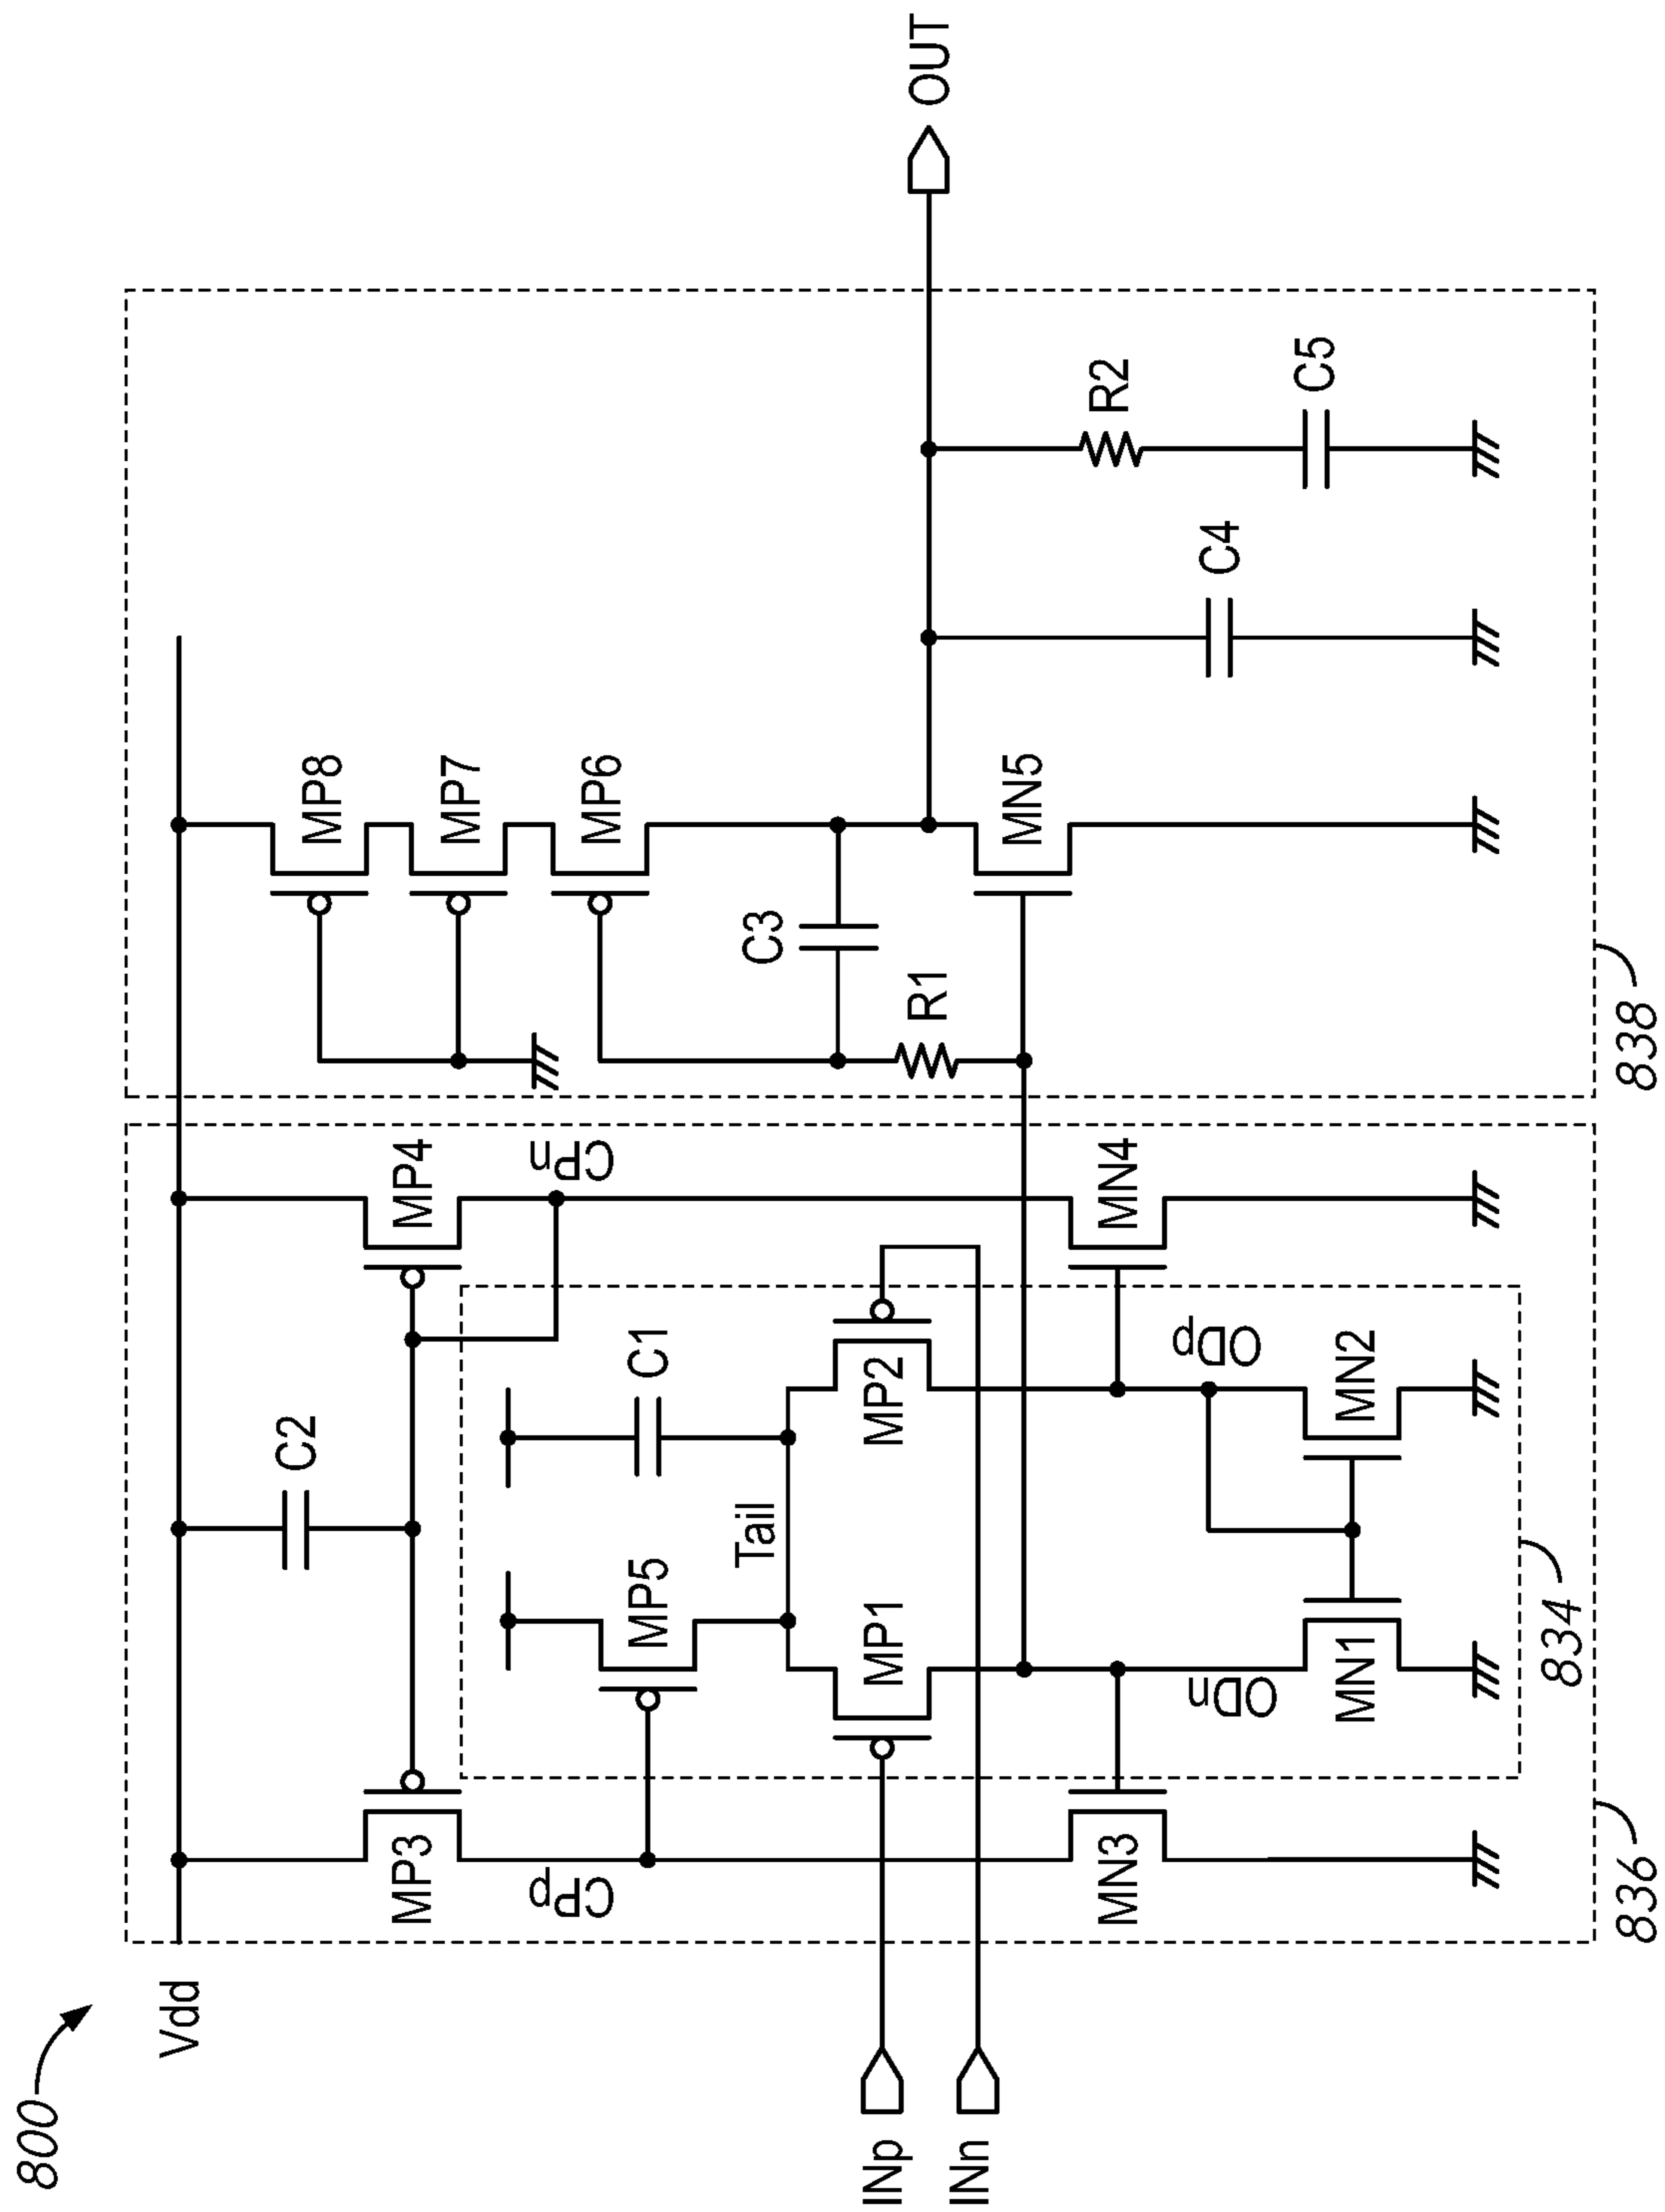 800
Vdd
C2
MP8
MP3
MP4
MP7
CPp
CPn
MP6
MP5
C1
Tail
C3
INp
MP1
MP2
R1
OUT
INn
MN5
MN3
MN4
R2
C4
ODn
ODp
C5
MN1
MN2
834
836
838